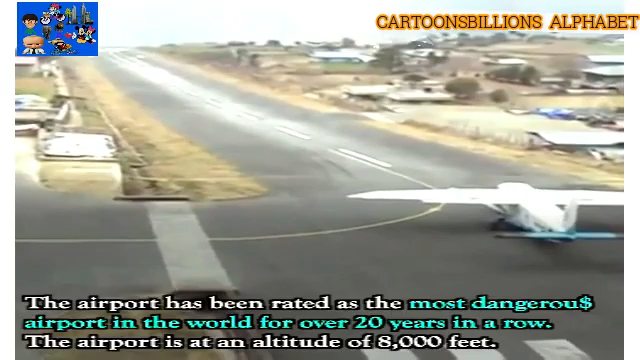 CARTOONSBILLIONS ALPHABET
The airport has been rated as the most dangerou$
airport in the world for over 20 years in a row.
The airport is at an altitude of 8,000 feet.